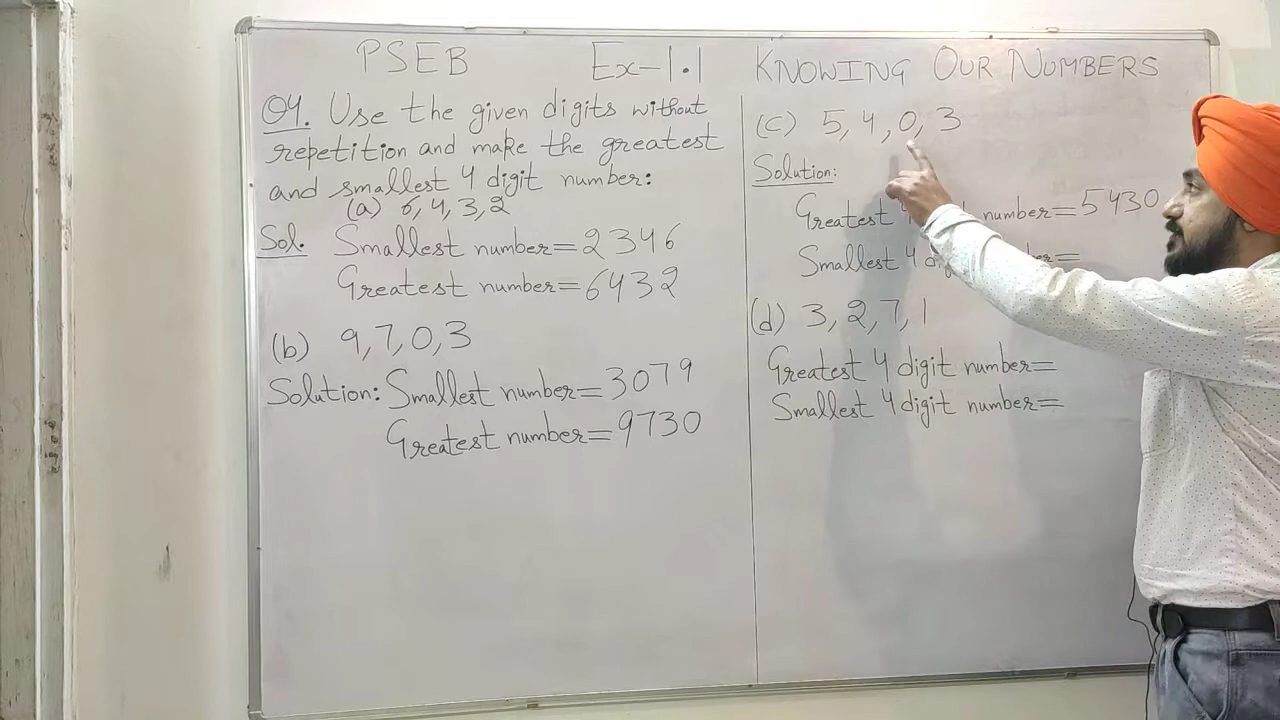 PSEB Ex-1.1 KNOWING OUR NUMBERS
Q4. Use the given digits without
repetition and make the greatest
and smallest 4 digit number:
(a) 6, 4, 3, 2
Sol. Smallest number = 2346
Greatest number = 6432
(b) 9, 7, 0, 3
Solution: Smallest number = 3079
Greatest number = 9730
(c) 5, 4, 0, 3
Solution:
Greatest 4 number = 5430
Smallest 4 =
(d) 3, 2, 7, 1
Greatest 4 digit number =
Smallest 4 digit number =